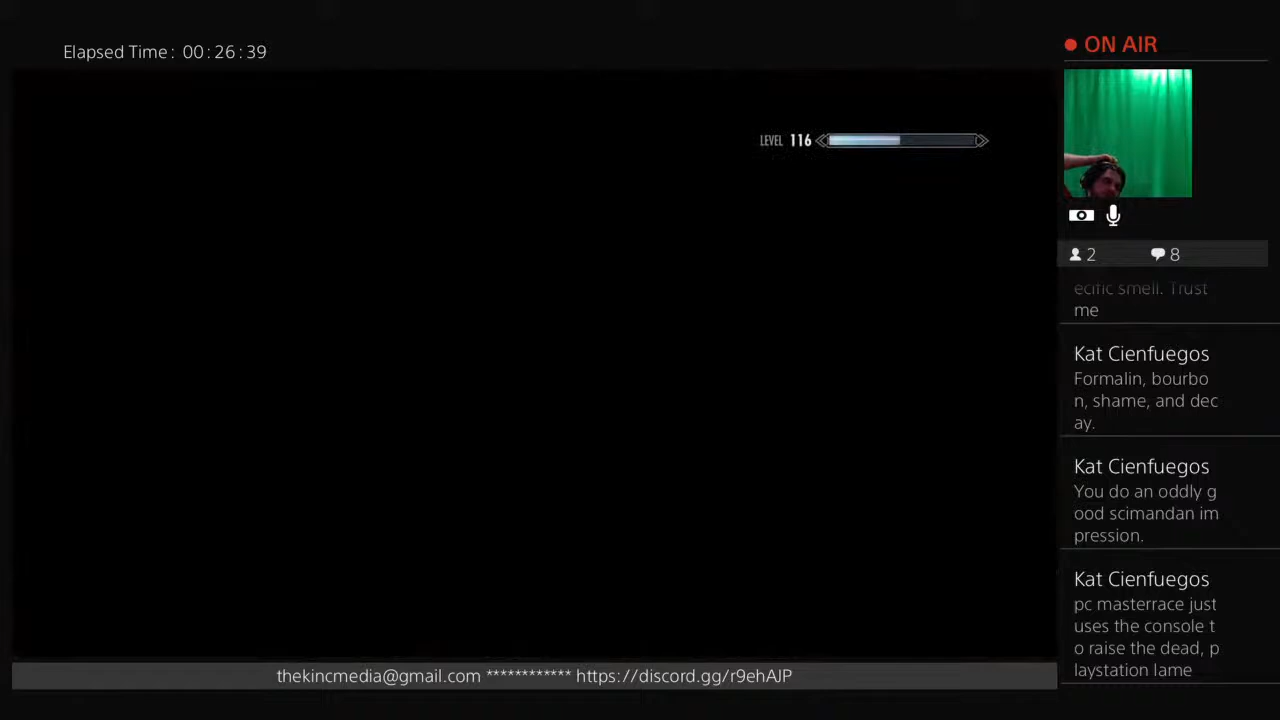 Elapsed Time: 00:26:39
ON AIR
LEVEL 116
2 8
ecific smell. Trust
me
Kat Cienfuegos
Formalin, bourbo
n, shame, and dec
ay.
Kat Cienfuegos
You do an oddly g
ood scimandan im
pression.
Kat Cienfuegos
pc masterrace just
uses the console t
o raise the dead, p
laystation lame
thekincmedia@gmail.com ************ https://discord.gg/r9ehAJP